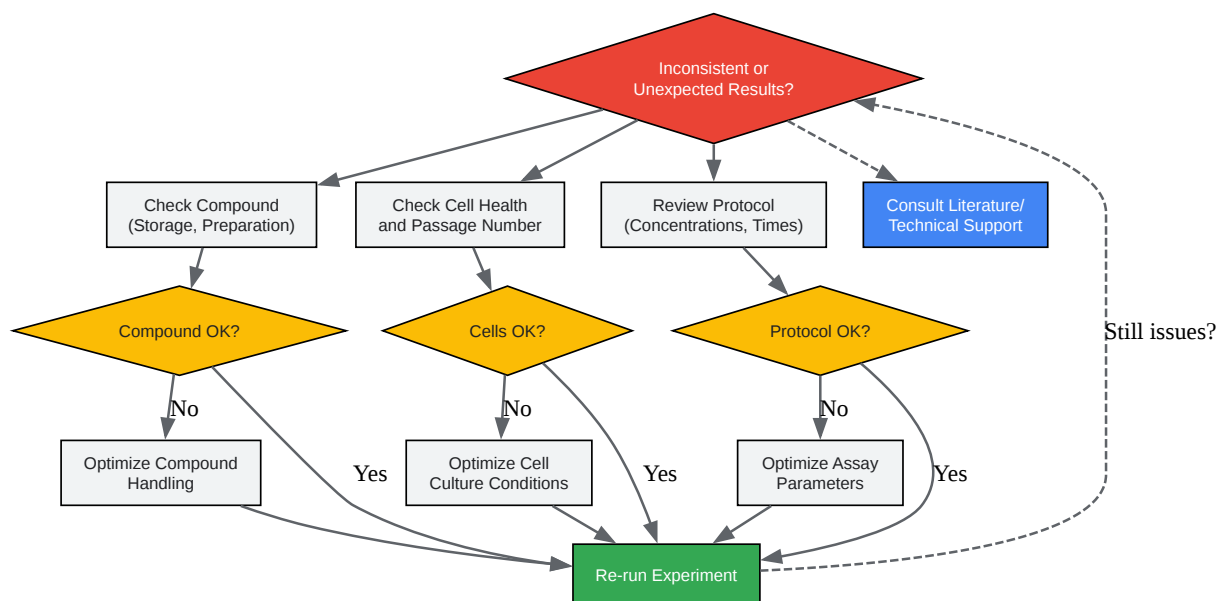 Inconsistent or
Unexpected Results?
Check Compound
(Storage, Preparation)
Check Cell Health
and Passage Number
Review Protocol
(Concentrations, Times)
Consult Literature/
Technical Support
Compound OK?
Cells OK?
Protocol OK?
Still issues?
No
No
No
Optimize Compound
Handling
Yes
Optimize Cell
Culture Conditions
Yes
Optimize Assay
Parameters
Yes
Re-run Experiment